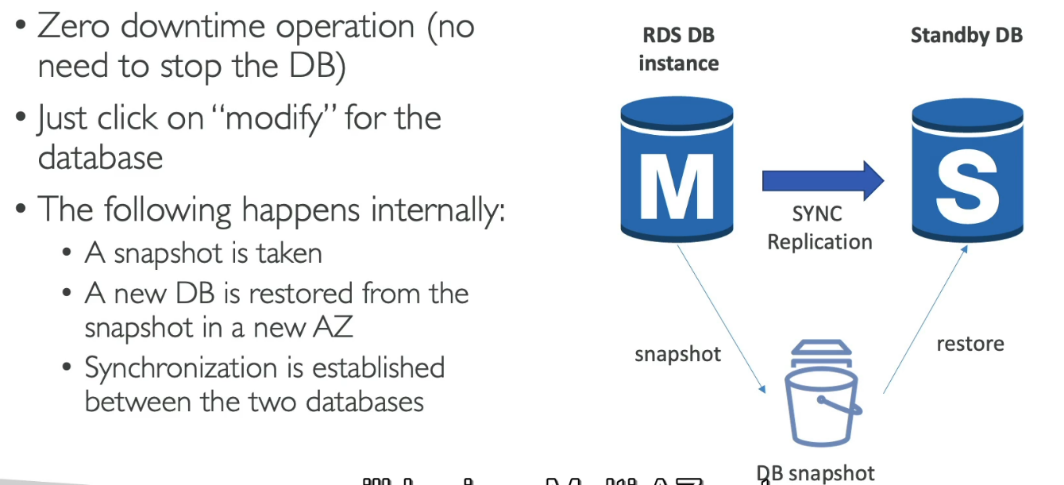 • Zero downtime operation (no
need to stop the DB)
• Just click on “modify” for the
database
• The following happens internally:
• A snapshot is taken
• A new DB is restored from the
snapshot in a new AZ
• Synchronization is established
between the two databases
RDS DB
instance
Standby DB
M
S
SYNC
Replication
snapshot
restore
DB snapshot